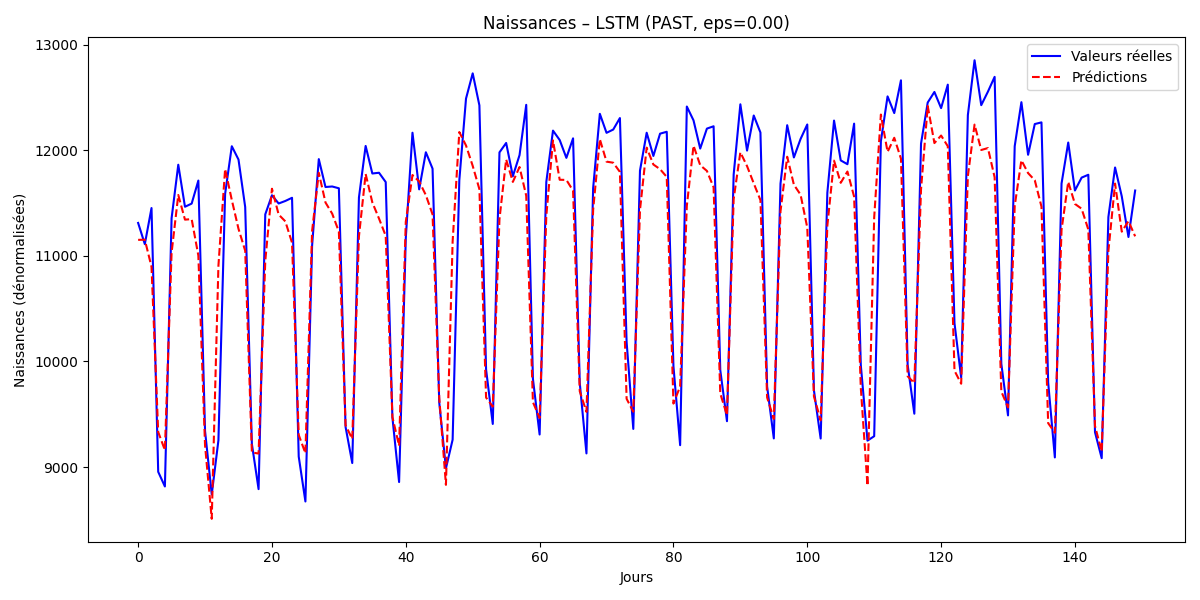 Naissances – LSTM (PAST, eps=0.00)
Valeurs réelles
Prédictions
Naissances (dénormalisées)
13000
12000
11000
10000
9000
0 20 40 60 80 100 120 140
Jours